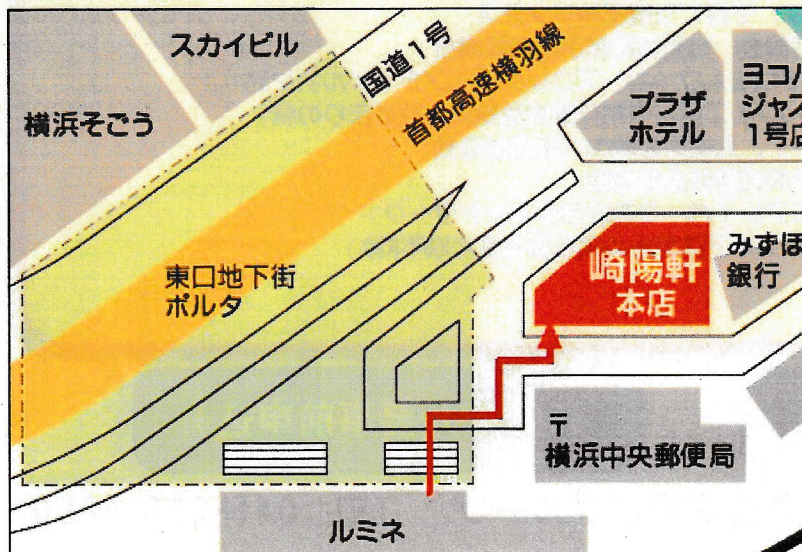 スカイビル
国道1号
首都高速横羽線
横浜そごう
プラザ
ホテル
ヨコハ
ジャス
1号店
東口地下街
ポルタ
崎陽軒
本店
みずほ
銀行
〒
横浜中央郵便局
ルミネ